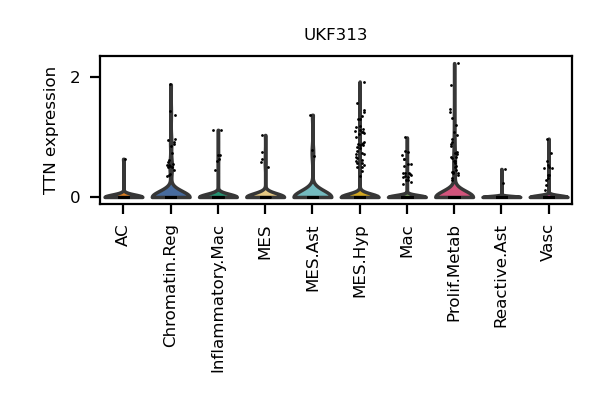 UKF313
TTN expression
2
0
AC
Chromatin.Reg
Inflammatory.Mac
MES
MES.Ast
MES.Hyp
Mac
Prolif.Metab
Reactive.Ast
Vasc